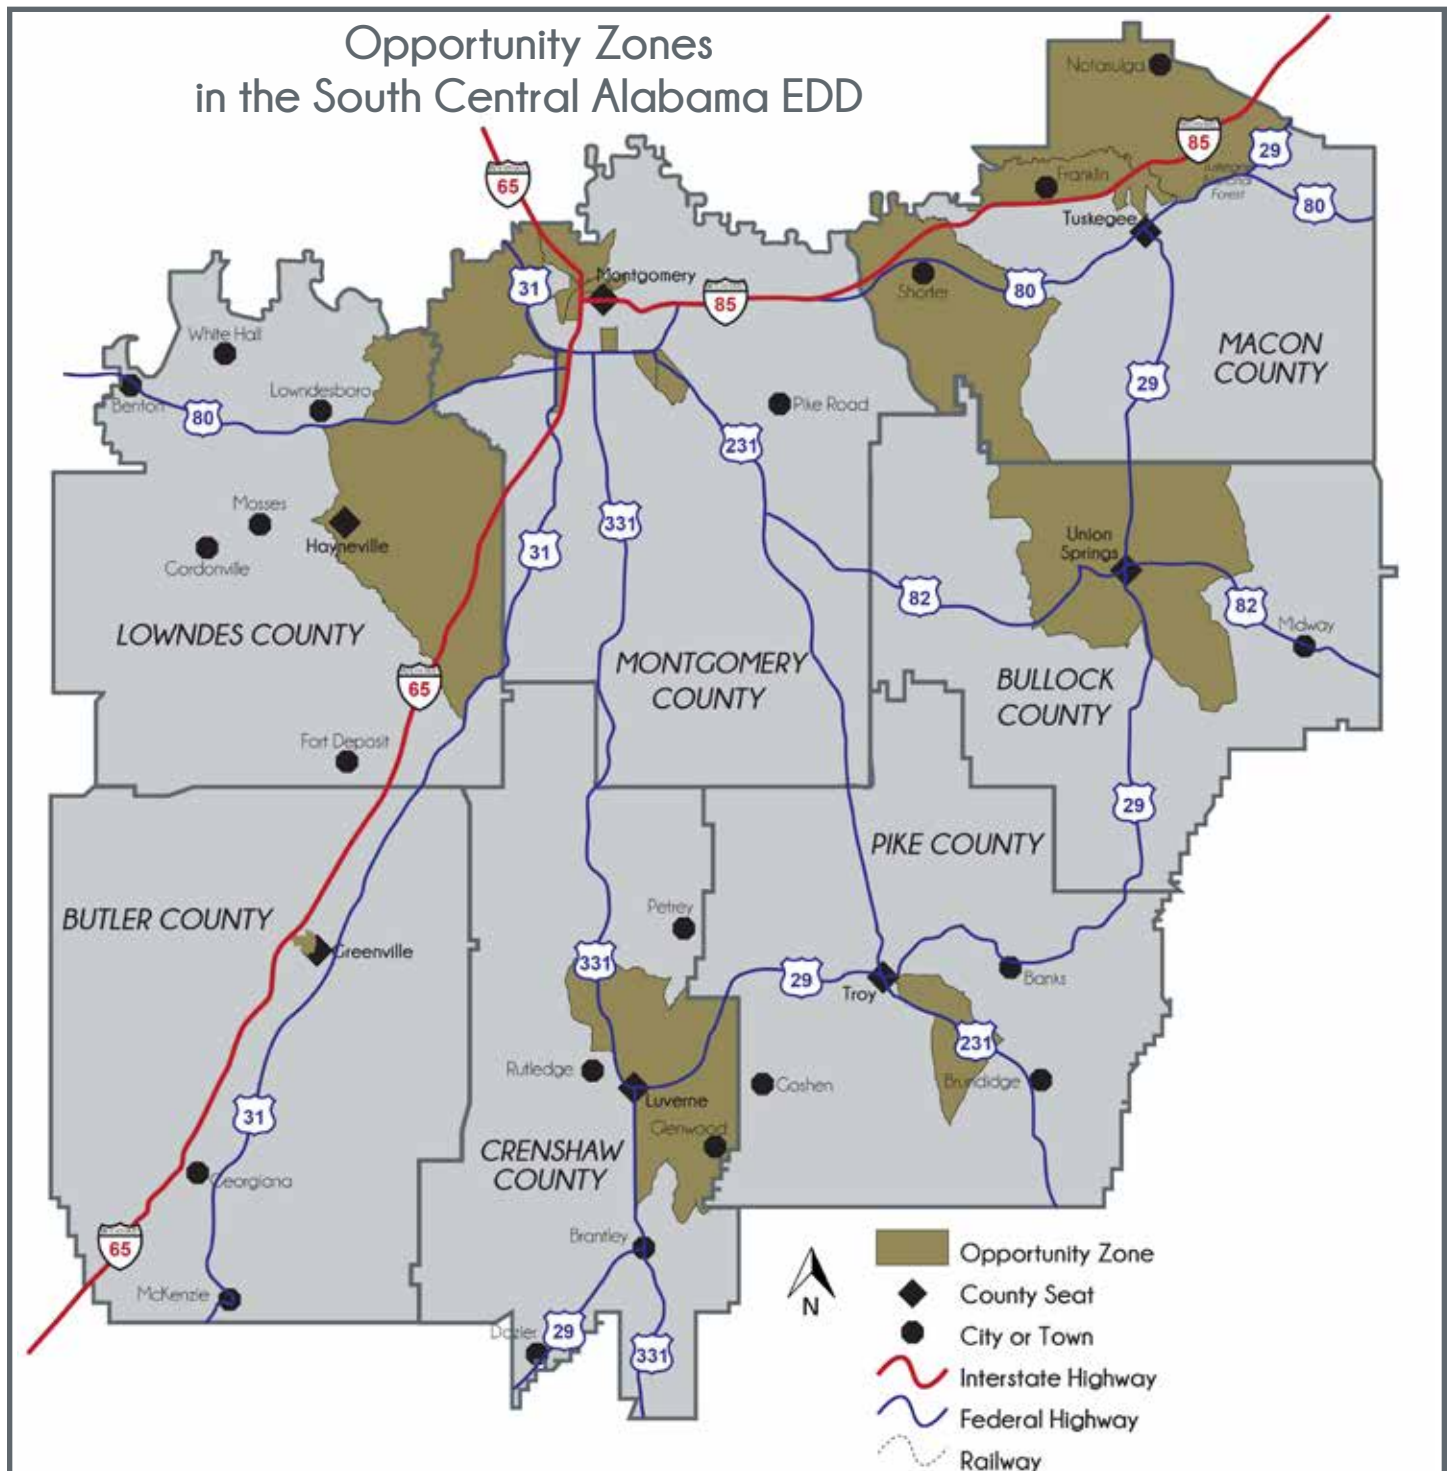 Opportunity Zones
in the South Central Alabama EDD
Notasulga
85
29
65
Franklin
National
Forest
80
Tuskegee
Montgomery
31
85
Shorter
80
White Hall
MACON
COUNTY
Lowndesboro
29
Benton
80
Pike Road
231
Mosses
331
Union
Springs
Hayneville
31
Gordonville
82
82
LOWNDES COUNTY
Midway
MONTGOMERY
COUNTY
65
BULLOCK
COUNTY
Fort Deposit
29
PIKE COUNTY
BUTLER COUNTY
Petrey
Greenville
331
29
Banks
Troy
231
Rutledge
Goshen
Brundidge
Luverne
31
Glenwood
CRENSHAW
COUNTY
Georgiana
Brantley
65
McKenzie
Dozier
29
331
N
Opportunity Zone
County Seat
City or Town
Interstate Highway
Federal Highway
Railway